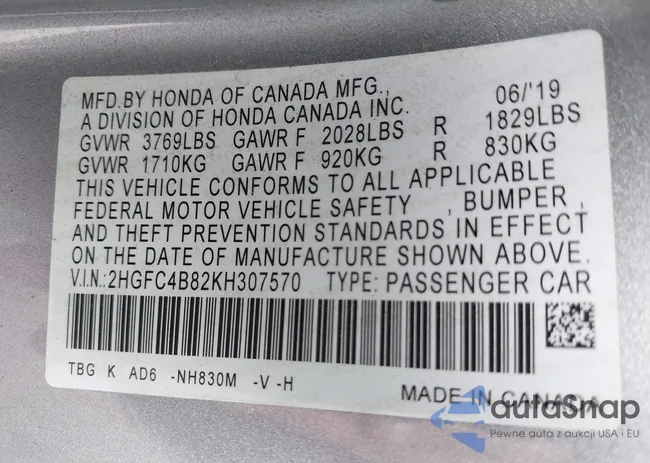 MFD.BY HONDA OF CANADA MFG., 06/'19
A DIVISION OF HONDA CANADA INC.
GVWR 3769LBS GAWR F 2028LBS R 1829LBS
GVWR 1710KG GAWR F 920KG R 830KG
THIS VEHICLE CONFORMS TO ALL APPLICABLE
FEDERAL MOTOR VEHICLE SAFETY , BUMPER ,
AND THEFT PREVENTION STANDARDS IN EFFECT
ON THE DATE OF MANUFACTURE SHOWN ABOVE.
V.I.N.:2HGFC4B82KH307570 TYPE: PASSENGER CAR
TBG K AD6 -NH830M -V -H
MADE IN CANADA
autaSnap
Pewne auta z aukcji USA i EU